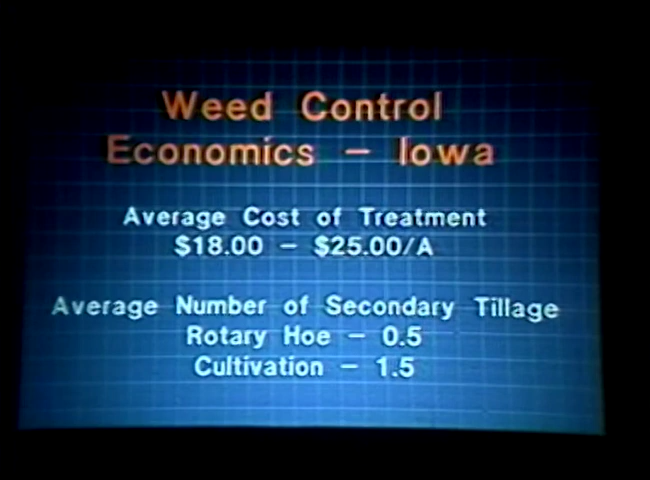 Weed Control
Economics - Iowa
Average Cost of Treatment
$18.00 - $25.00/A
Average Number of Secondary Tillage
Rotary Hoe - 0.5
Cultivation - 1.5